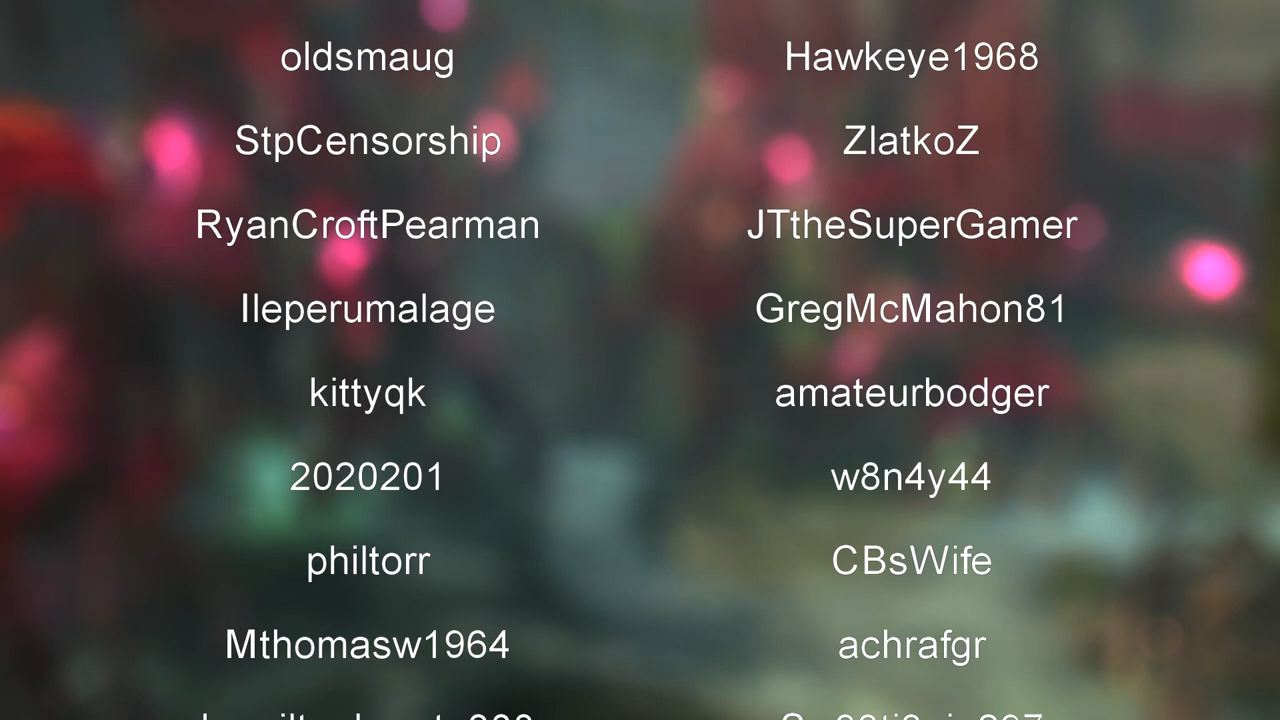 oldsmaug Hawkeye1968
StpCensorship ZlatkoZ
RyanCroftPearman JTtheSuperGamer
Ileperumalage GregMcMahon81
kittyqk amateurbodger
2020201 w8n4y44
philtorr CBsWife
Mthomasw1964 achrafgr